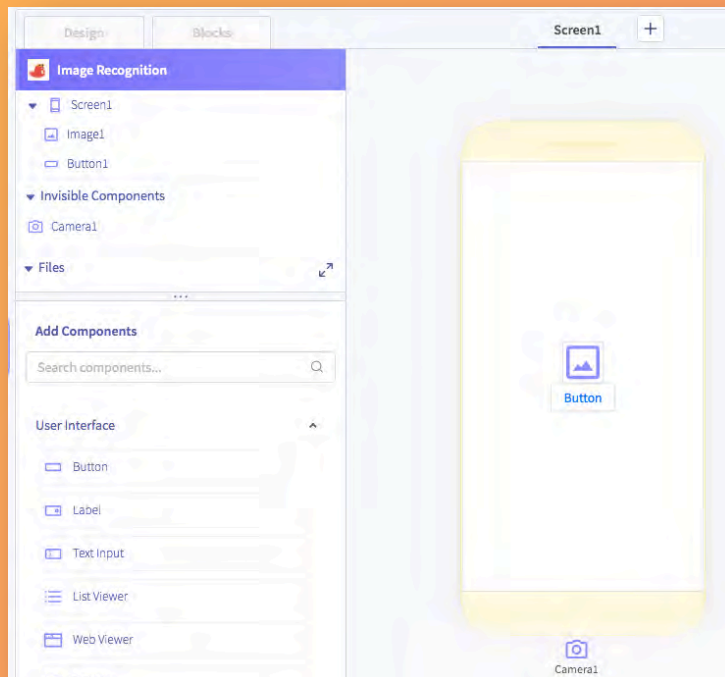 Design Blocks
Screen1 +
Image Recognition
Screen1
Image1
Button1
Invisible Components
Camera1
Files
Add Components
Search components...
User Interface
Button
Label
Text Input
List Viewer
Web Viewer
Button
Camera1